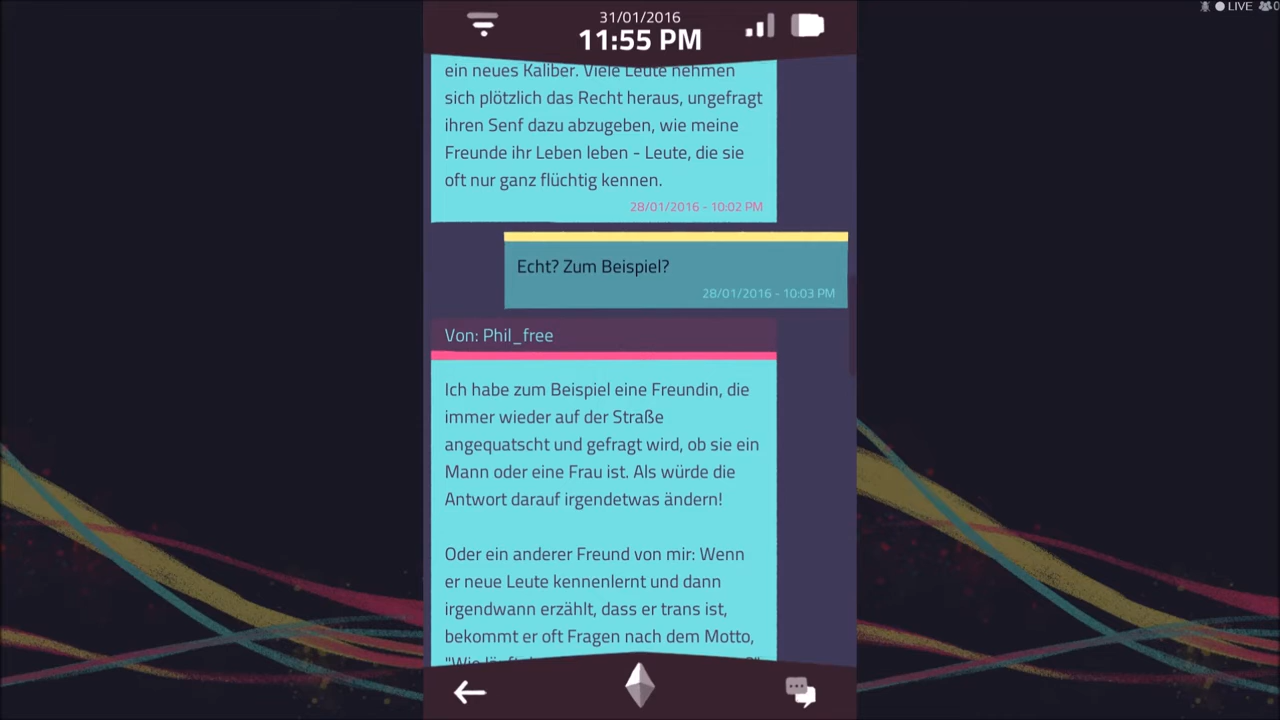 31/01/2016
LIVE 0
11:55 PM
ein neues Kaliber. Viele Leute nehmen
sich plötzlich das Recht heraus, ungefragt
ihren Senf dazu abzugeben, wie meine
Freunde ihr Leben leben - Leute, die sie
oft nur ganz flüchtig kennen.
28/01/2016 - 10:02 PM
Echt? Zum Beispiel?
28/01/2016 - 10:03 PM
Von: Phil_free
Ich habe zum Beispiel eine Freundin, die
immer wieder auf der Straße
angequatscht und gefragt wird, ob sie ein
Mann oder eine Frau ist. Als würde die
Antwort darauf irgendetwas ändern!
Oder ein anderer Freund von mir: Wenn
er neue Leute kennenlernt und dann
irgendwann erzählt, dass er trans ist,
bekommt er oft Fragen nach dem Motto,
"Wie